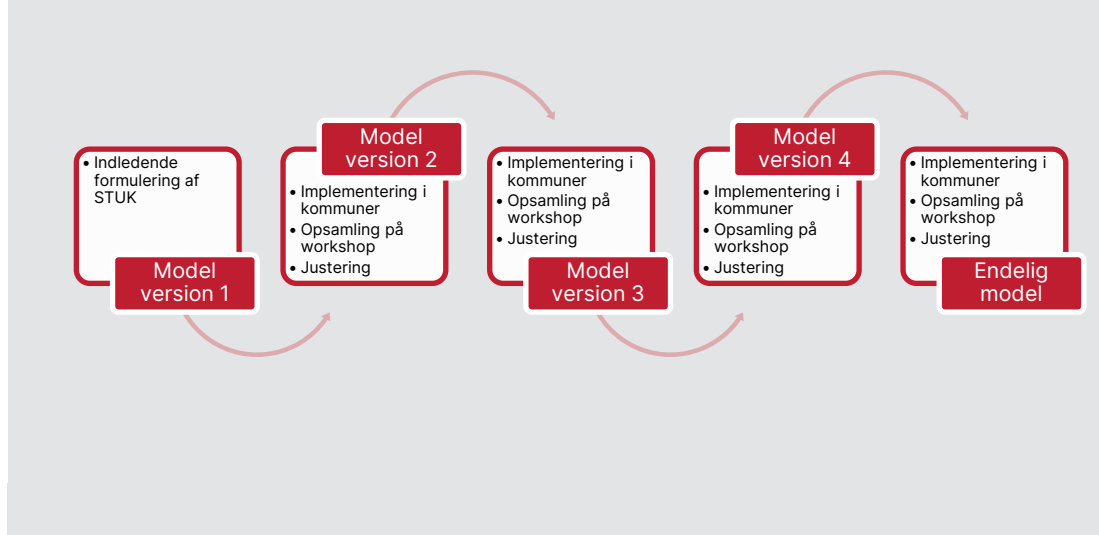 • Indledende
formulering af
STUK
Model
version 1
Model
version 2
• Implementering i
kommuner
• Opsamling på
workshop
• Justering
• Implementering i
kommuner
• Opsamling på
workshop
• Justering
Model
version 3
Model
version 4
• Implementering i
kommuner
• Opsamling på
workshop
• Justering
• Implementering i
kommuner
• Opsamling på
workshop
• Justering
Endelig
model